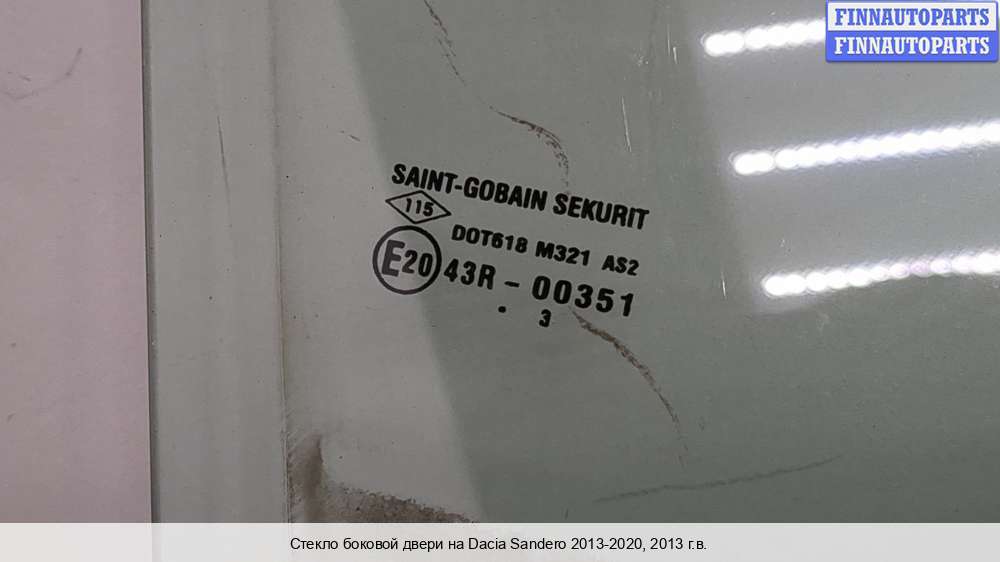 FINNAUTOPARTS
FINNAUTOPARTS
SAINT-GOBAIN SEKURIT
115
DOT618 M321 AS2
E20 43R - 00351
. 3
Стекло боковой двери на Dacia Sandero 2013-2020, 2013 г.в.